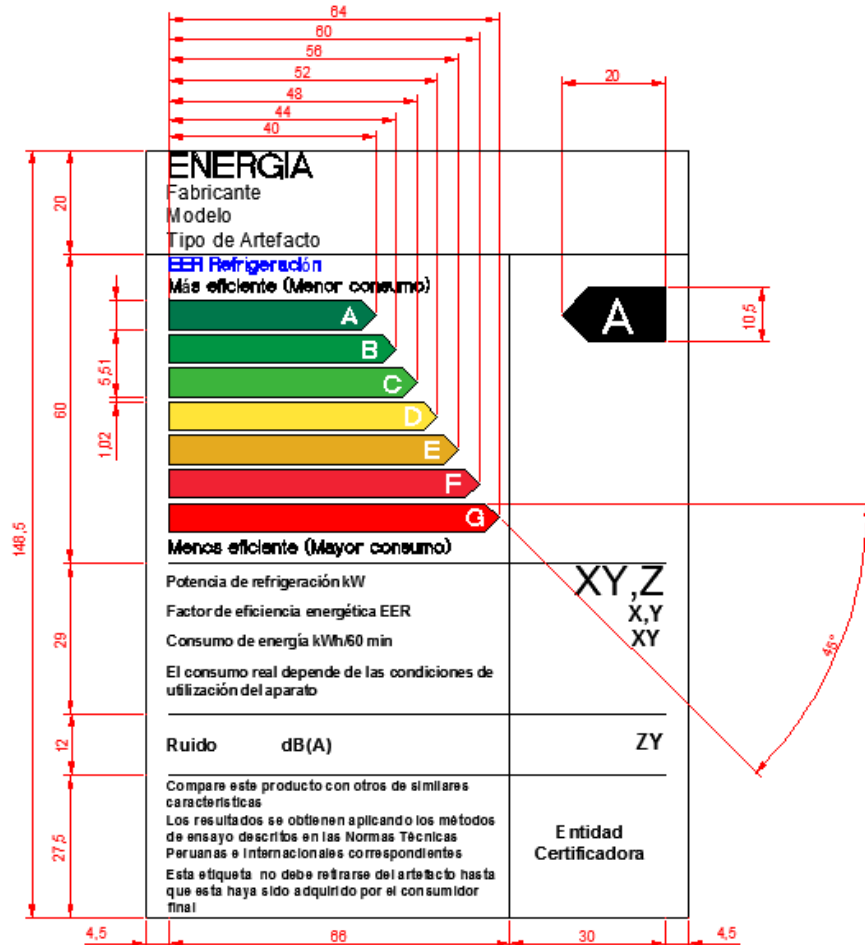 64
60
56
52
48
44
40
20
ENERGIA
Fabricante
Modelo
Tipo de Artefacto
20
EER Refrigeración
Más eficiente (Menor consumo)
A
B
C
D
E
F
G
A
10,5
5,51
1,02
60
148,5
Menos eficiente (Mayor consumo)
Potencia de refrigeración kW
XY,Z
Factor de eficiencia energética EER
X,Y
Consumo de energía kWh/60 min
XY
El consumo real depende de las condiciones de
utilización del aparato
29
45°
Ruido dB(A)
ZY
12
Compare este producto con otros de similares
características
Los resultados se obtienen aplicando los métodos
de ensayo descritos en las Normas Técnicas
Peruanas e Internacionales correspondientes
Esta etiqueta no debe retirarse del artefacto hasta
que esta haya sido adquirido por el consumidor
final
Entidad
Certificadora
27,5
4,5
66
30
4,5